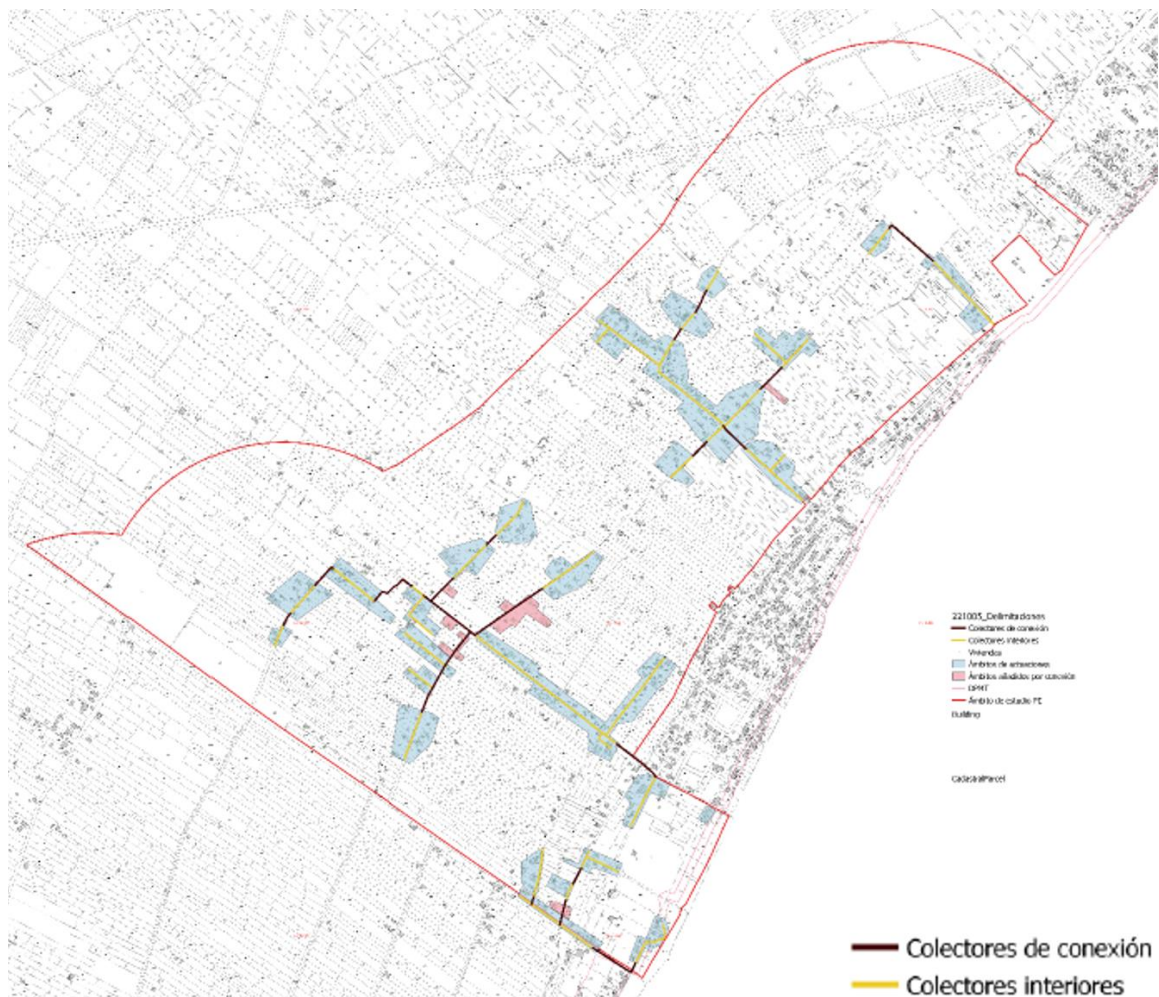 221005_Delimitaciones
Colectores de conexión
Colectores interiores
Viviendas
Ámbitos de actuaciones
Ámbitos añadidos por conexión
DPMT
Ámbito de estudio PE
Building
CadastralParcel
Colectores de conexión
Colectores interiores